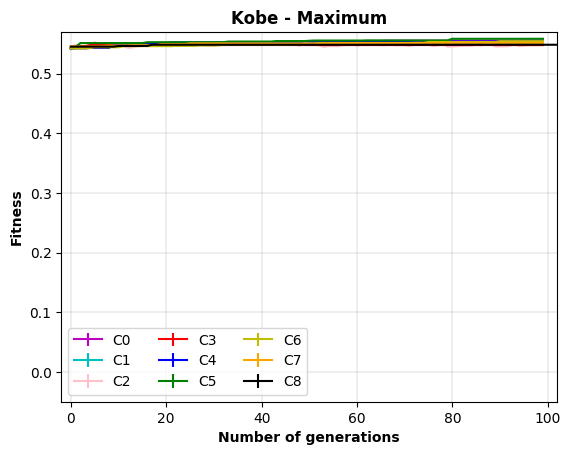 Kobe - Maximum
Fitness
0.5
0.4
0.3
0.2
0.1
0.0
C0 C3 C6
C1 C4 C7
C2 C5 C8
0 20 40 60 80 100
Number of generations